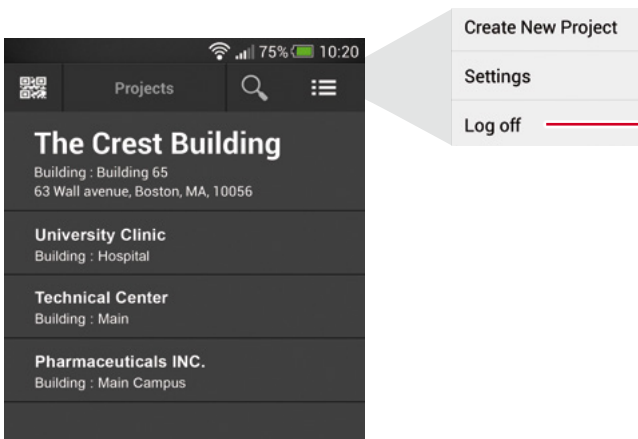 75% 10:20
Projects
The Crest Building
Building : Building 65
63 Wall avenue, Boston, MA, 10056
University Clinic
Building : Hospital
Technical Center
Building : Main
Pharmaceuticals INC.
Building : Main Campus
Create New Project
Settings
Log off